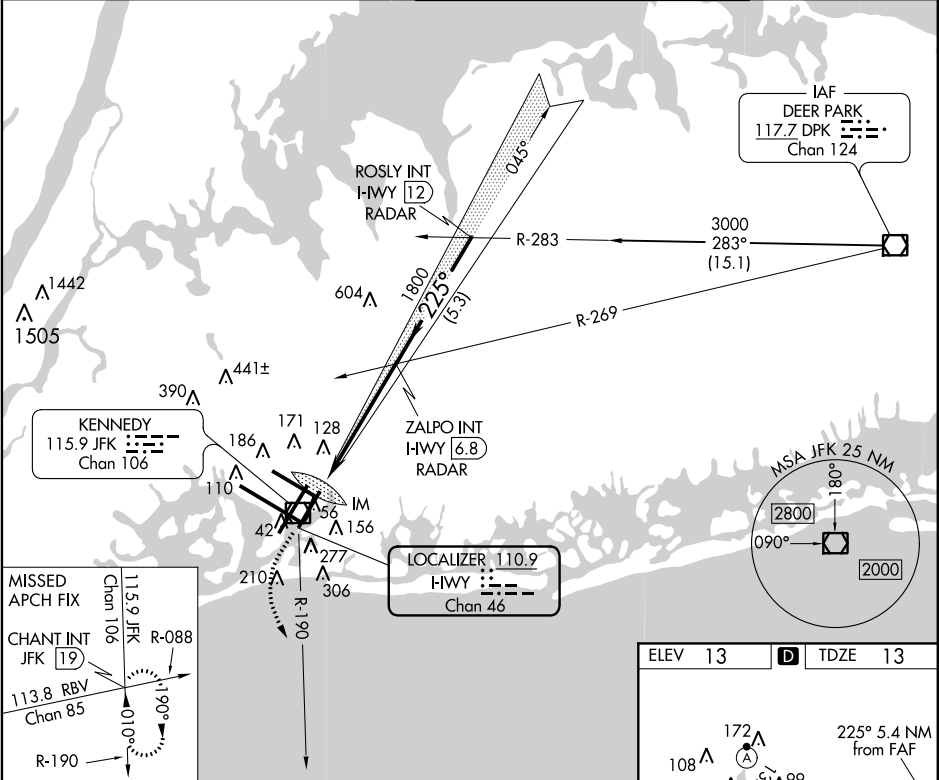 IAF
DEER PARK
117.7 DPK
Chan 124
ROSLY INT
I-IWY 12
RADAR
045°
R-283
3000
283°
(15.1)
1800
225°
(5.3)
R-269
604
1442
1505
441±
390
KENNEDY
115.9 JFK
Chan 106
171
128
186
110
ZALPO INT
I-IWY 6.8
RADAR
IM
56
42
156
277
210
306
R-190
LOCALIZER 110.9
I-IWY
Chan 46
MSA JFK 25 NM
180°
2800
090°
2000
MISSED
APCH FIX
115.9 JFK
Chan 106
CHANT INT
JFK 19
R-088
113.8 RBV
Chan 85
190°
010°
R-190
ELEV 13 D TDZE 13
172
A
108
225° 5.4 NM
from FAF